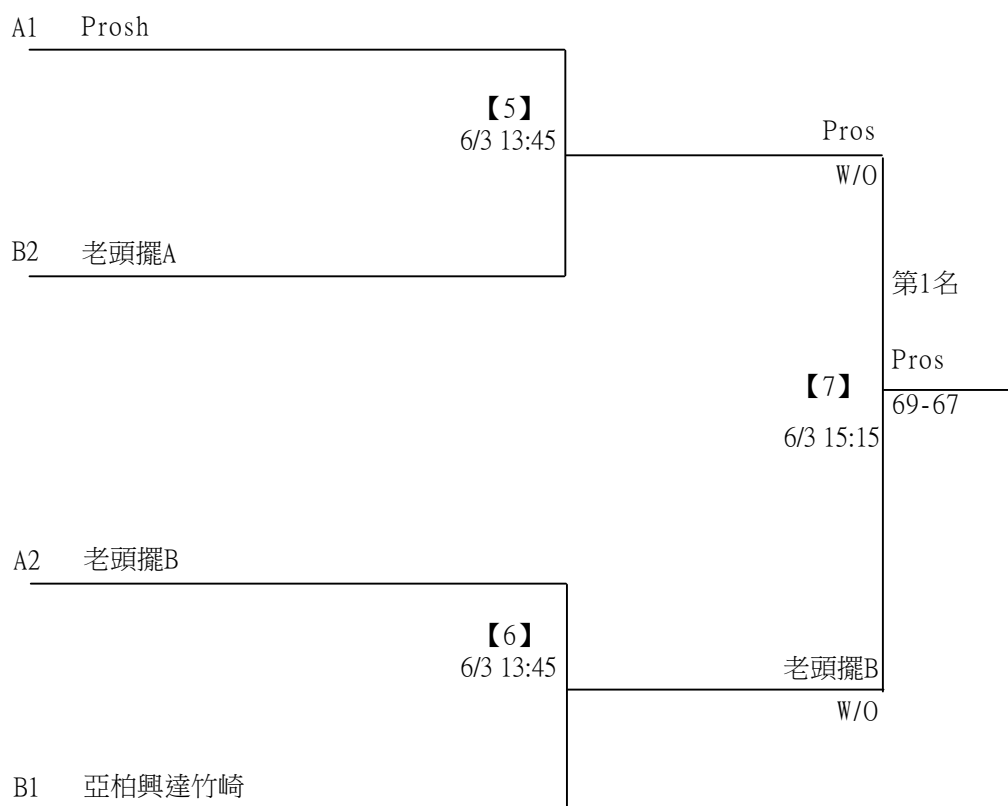 A1 Prosh
【5】
6/3 13:45
Pros
W/O
B2 老頭擺A
第1名
Pros
【7】
69-67
6/3 15:15
A2 老頭擺B
【6】
6/3 13:45
老頭擺B
W/O
B1 亞柏興達竹崎